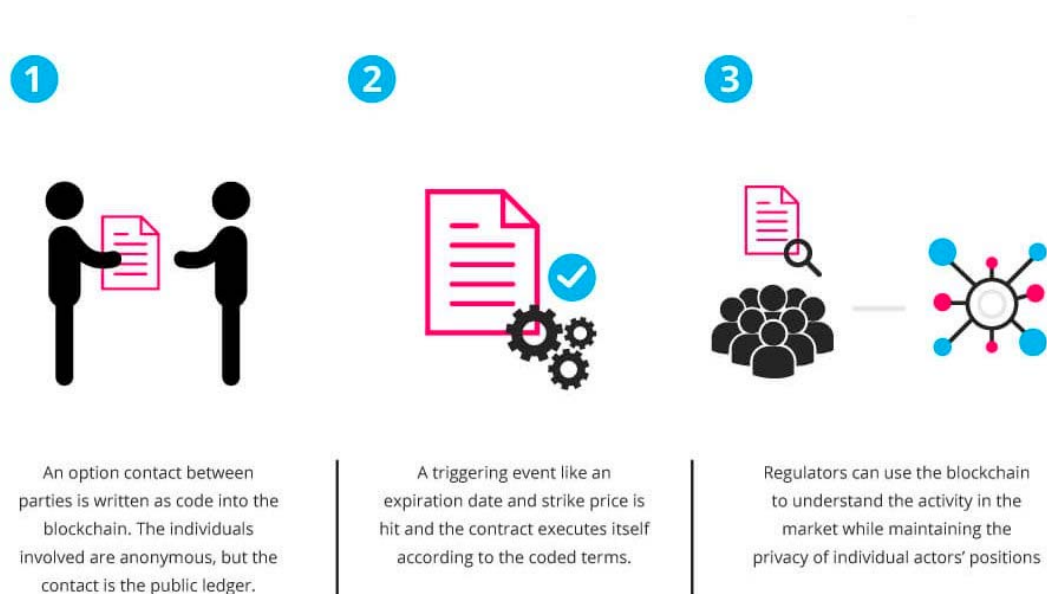 1
2
3
An option contact between
parties is written as code into the
blockchain. The individuals
involved are anonymous, but the
contact is the public ledger.
A triggering event like an
expiration date and strike price is
hit and the contract executes itself
according to the coded terms.
Regulators can use the blockchain
to understand the activity in the
market while maintaining the
privacy of individual actors’ positions